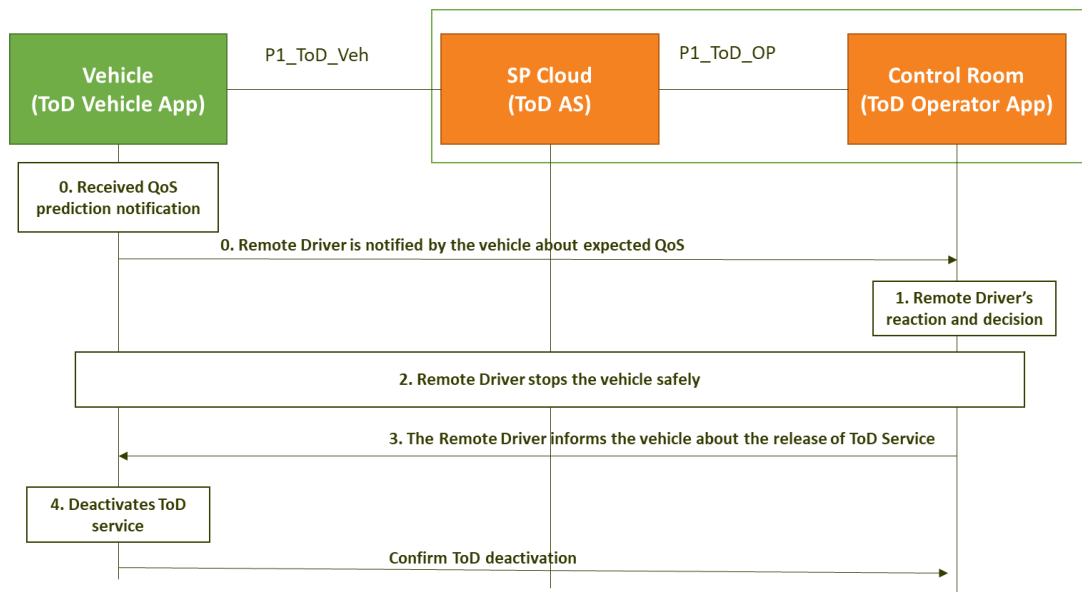 P1_ToD_Veh
P1_ToD_OP
Vehicle
(ToD Vehicle App)
SP Cloud
(ToD AS)
Control Room
(ToD Operator App)
0. Received QoS
prediction notification
0. Remote Driver is notified by the vehicle about expected QoS
1. Remote Driver’s
reaction and decision
2. Remote Driver stops the vehicle safely
3. The Remote Driver informs the vehicle about the release of ToD Service
4. Deactivates ToD
service
Confirm ToD deactivation